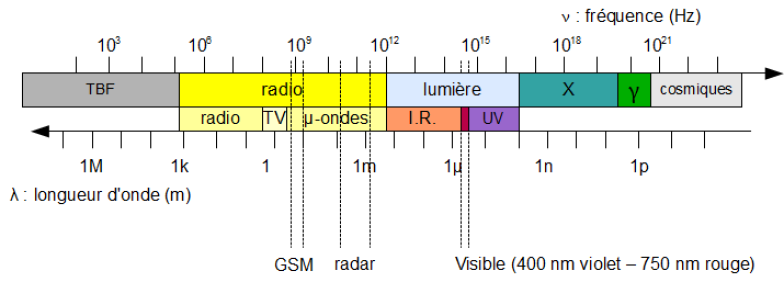 ν : fréquence (Hz)
10³ 10⁶ 10⁹ 10¹² 10¹⁵ 10¹⁸ 10²¹
TBF radio lumière X γ cosmiques
radio TV µ-ondes I.R. UV
1M 1k 1 1m 1µ 1n 1p
λ : longueur d'onde (m)
GSM radar Visible (400 nm violet – 750 nm rouge)